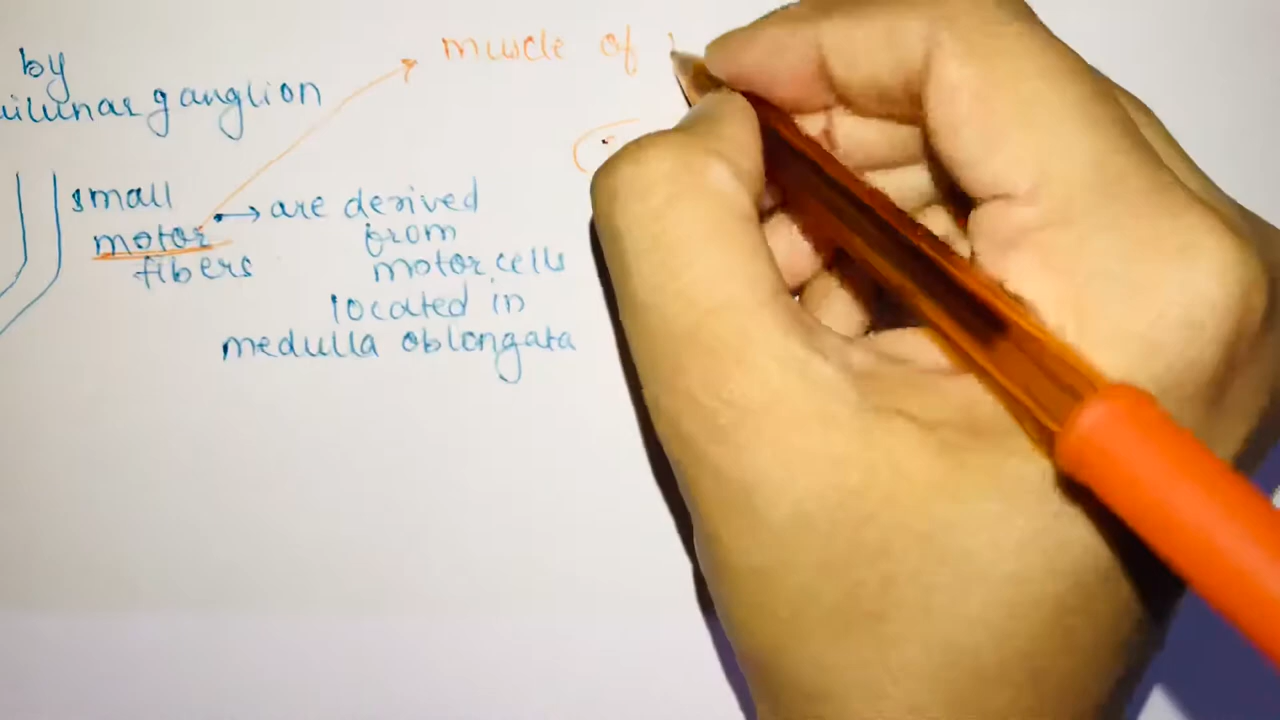 by
ilunar ganglion
muscle of
small
motor
fibers
→ are derived
from
motor cells
located in
medulla oblongata